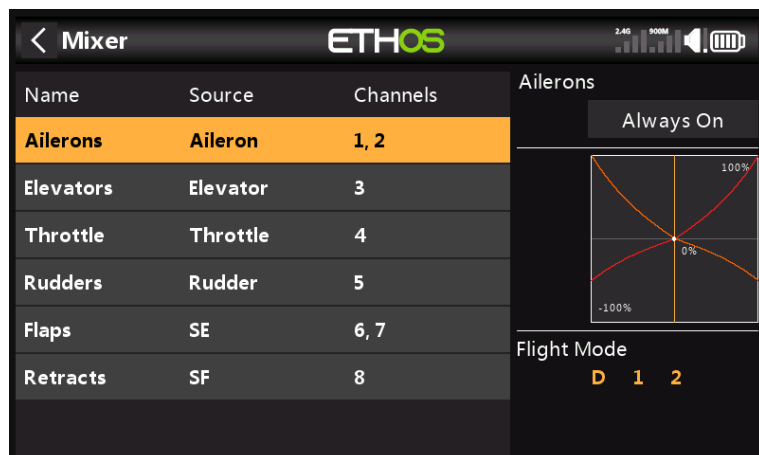 Mixer
ETHOS
2.4G 900M
Name Source Channels
Ailerons Aileron 1, 2
Elevators Elevator 3
Throttle Throttle 4
Rudders Rudder 5
Flaps SE 6, 7
Retracts SF 8
Ailerons
Always On
100%
0%
-100%
Flight Mode
D 1 2